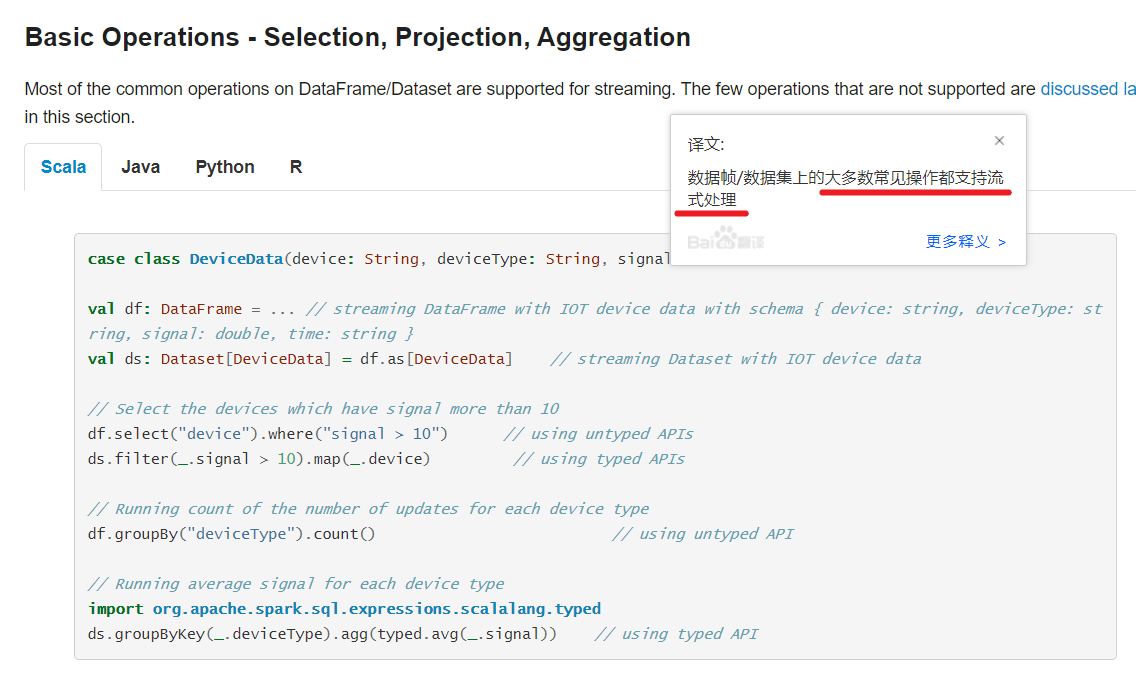 Basic Operations - Selection, Projection, Aggregation
Most of the common operations on DataFrame/Dataset are supported for streaming. The few operations that are not supported are discussed la
in this section.
译文:
×
数据帧/数据集上的大多数常见操作都支持流
式处理
Bai 翻译
更多释义 >
Scala
Java
Python
R
case class DeviceData(device: String, deviceType: String, signal
val df: DataFrame = ... // streaming DataFrame with IOT device data with schema { device: string, deviceType: st
ring, signal: double, time: string }
val ds: Dataset[DeviceData] = df.as[DeviceData]    // streaming Dataset with IOT device data
// Select the devices which have signal more than 10
df.select("device").where("signal > 10")      // using untyped APIs
ds.filter(_.signal > 10).map(_.device)         // using typed APIs
// Running count of the number of updates for each device type
df.groupBy("deviceType").count()                          // using untyped API
// Running average signal for each device type
import org.apache.spark.sql.expressions.scalalang.typed
ds.groupByKey(_.deviceType).agg(typed.avg(_.signal))    // using typed API